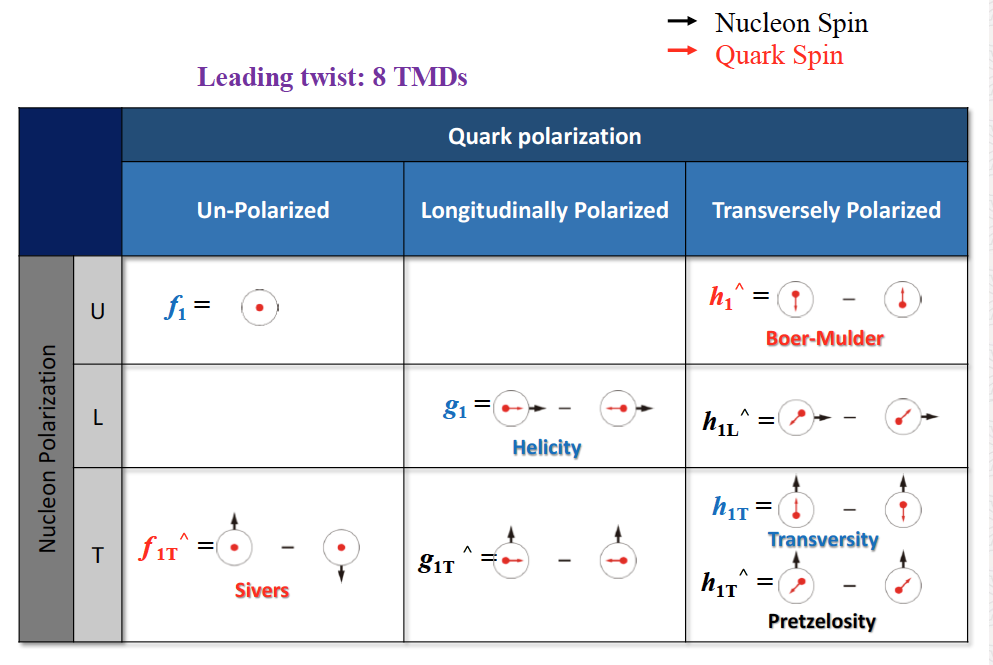 Nucleon Spin
Quark Spin
Leading twist: 8 TMDs
Quark polarization
Un-Polarized
Longitudinally Polarized
Transversely Polarized
Nucleon Polarization
U
f1 =
h1^ = –
Boer-Mulder
L
g1 = –
Helicity
h1L^ = –
T
f1T^ = –
Sivers
g1T^ = –
h1T = –
Transversity
h1T^ = –
Pretzelosity